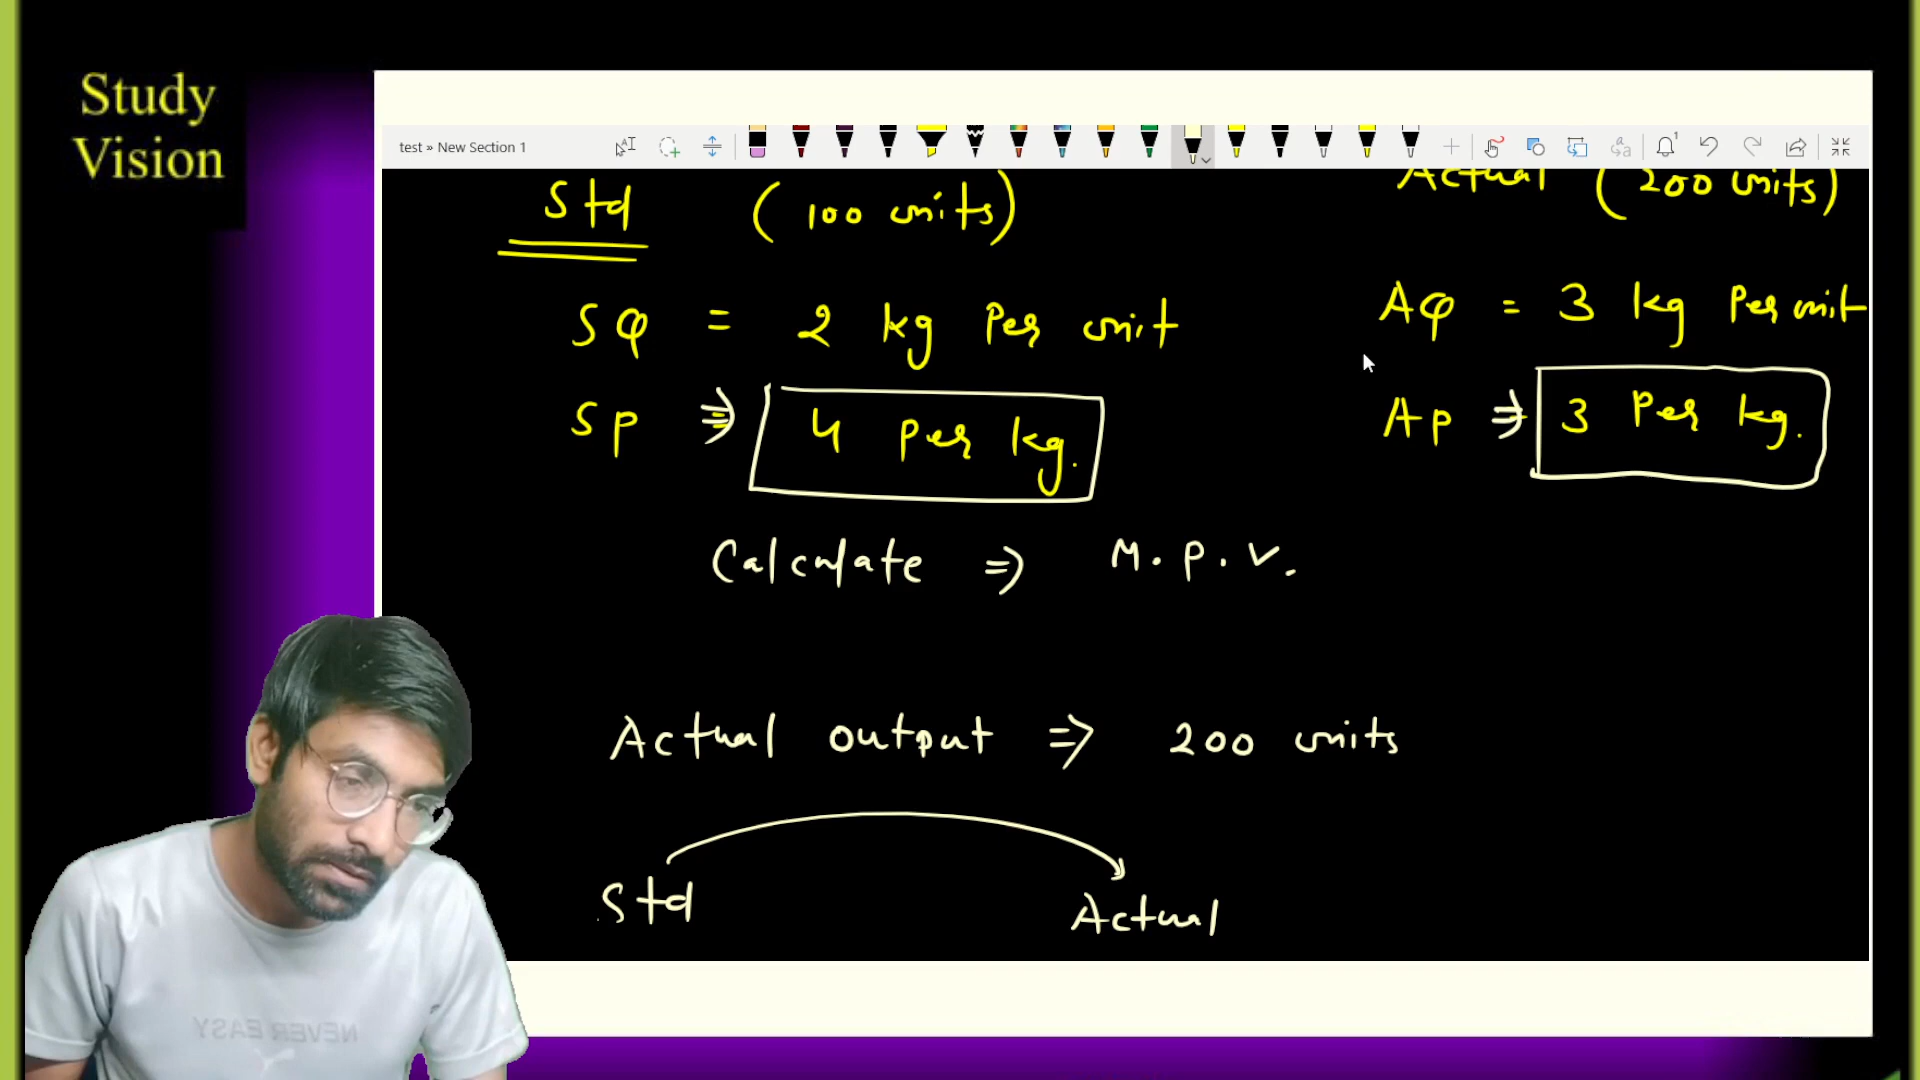 Study
Vision
test » New Section 1
Std (100 units)
Actual (200 units)
SQ = 2 kg Per unit
AQ = 3 kg Per unit
SP ⇒ 4 Per kg.
AP ⇒ 3 Per kg.
Calculate ⇒ M.P.V.
Actual output ⇒ 200 units
Std Actual
NEVER EASY